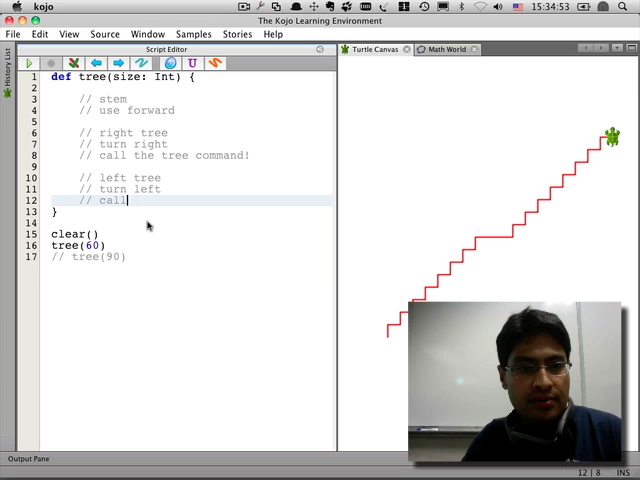 kojo
15:34:53
The Kojo Learning Environment
File Edit View Source Window Samples Stories Help
History List
Script Editor
Turtle Canvas
Math World
U
1 def tree(size: Int) {
2
3 // stem
4 // use forward
5
6 // right tree
7 // turn right
8 // call the tree command!
9
10 // left tree
11 // turn left
12 // call
13 }
14
15 clear()
16 tree(60)
17 // tree(90)
Output Pane
12 | 8 INS